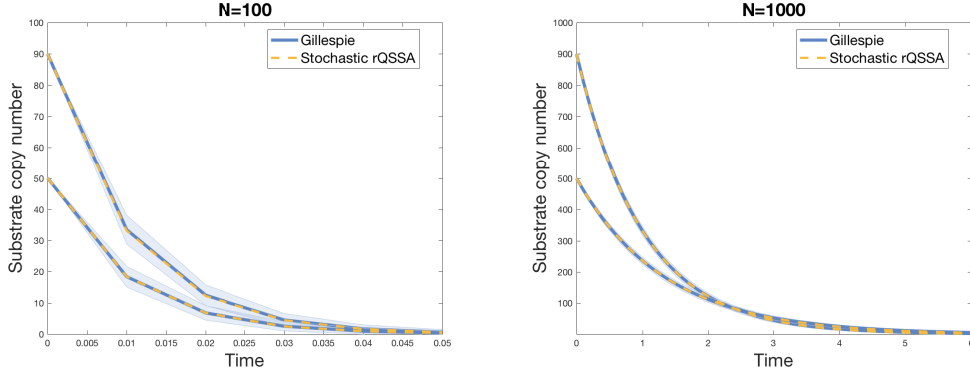 N=100
Gillespie
Stochastic rQSSA
Substrate copy number
100
90
80
70
60
50
40
30
20
10
0
0 0.005 0.01 0.015 0.02 0.025 0.03 0.035 0.04 0.045 0.05
Time
N=1000
Gillespie
Stochastic rQSSA
Substrate copy number
1000
900
800
700
600
500
400
300
200
100
0 1 2 3 4 5 6
Time